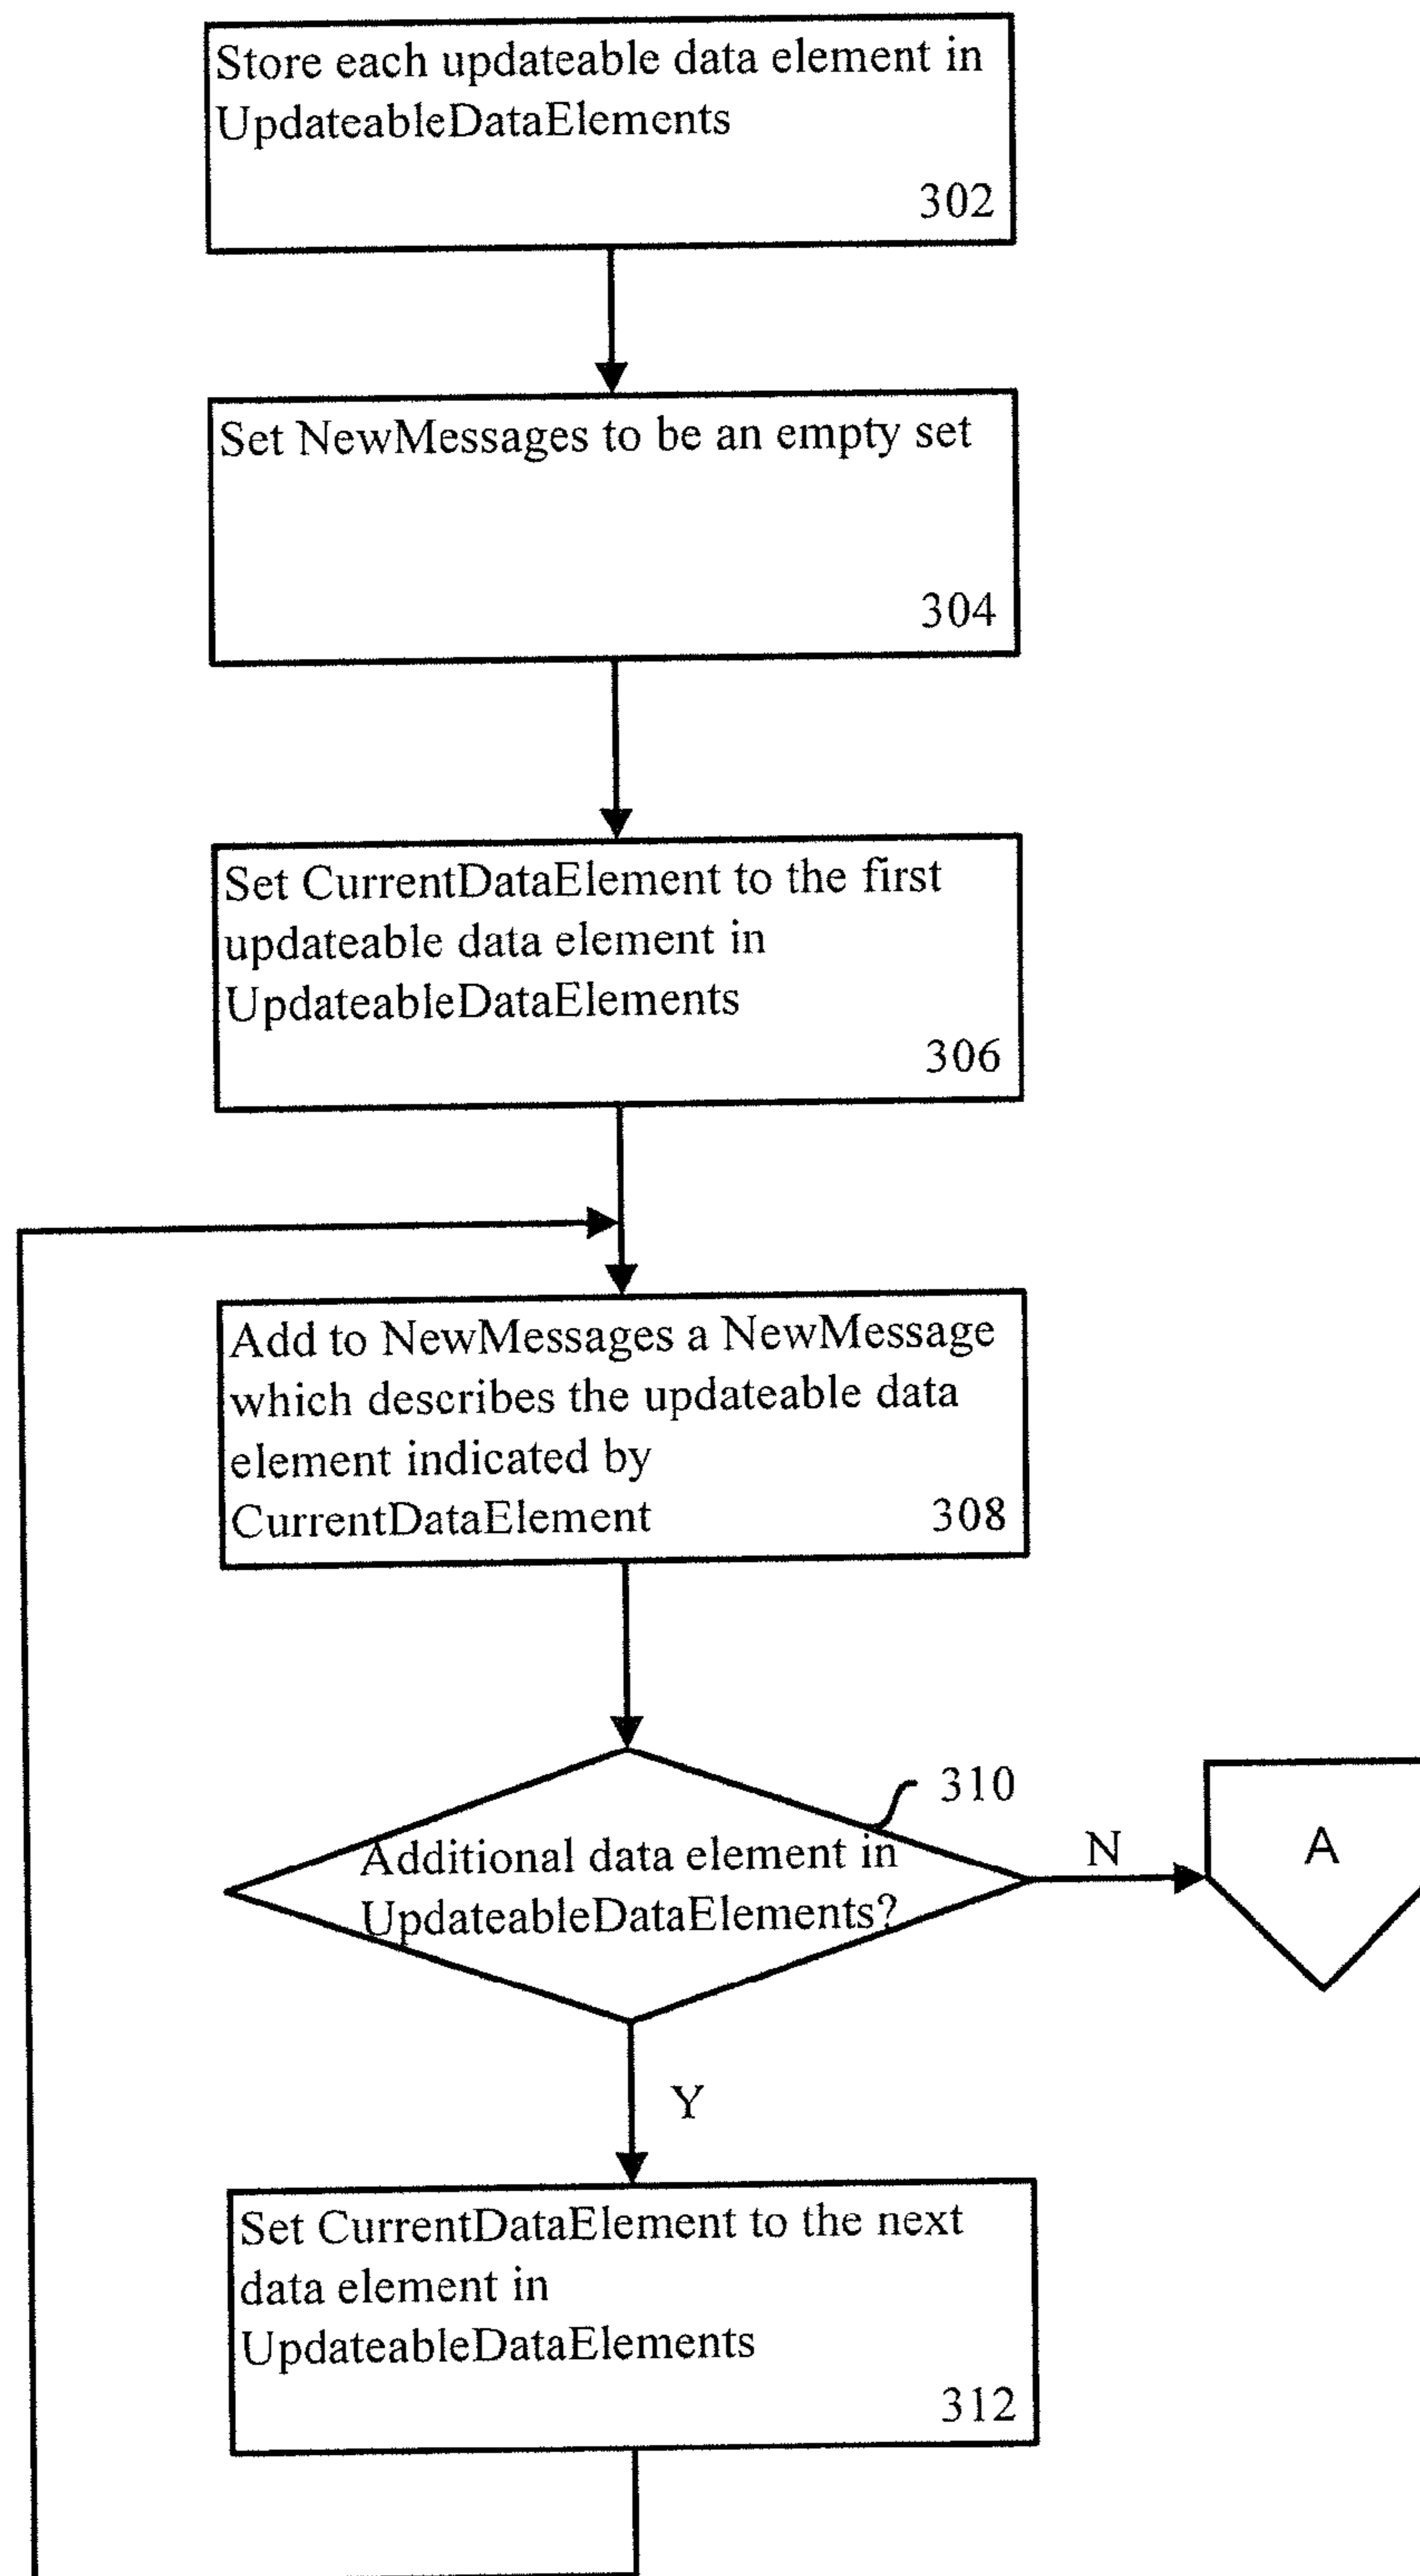 Store each updateable data element in
UpdateableDataElements
302
Set NewMessages to be an empty set
304
Set CurrentDataElement to the first
updateable data element in
UpdateableDataElements
306
Add to NewMessages a NewMessage
which describes the updateable data
element indicated by
CurrentDataElement
308
310
Additional data element in
UpdateableDataElements?
N
A
Y
Set CurrentDataElement to the next
data element in
UpdateableDataElements
312